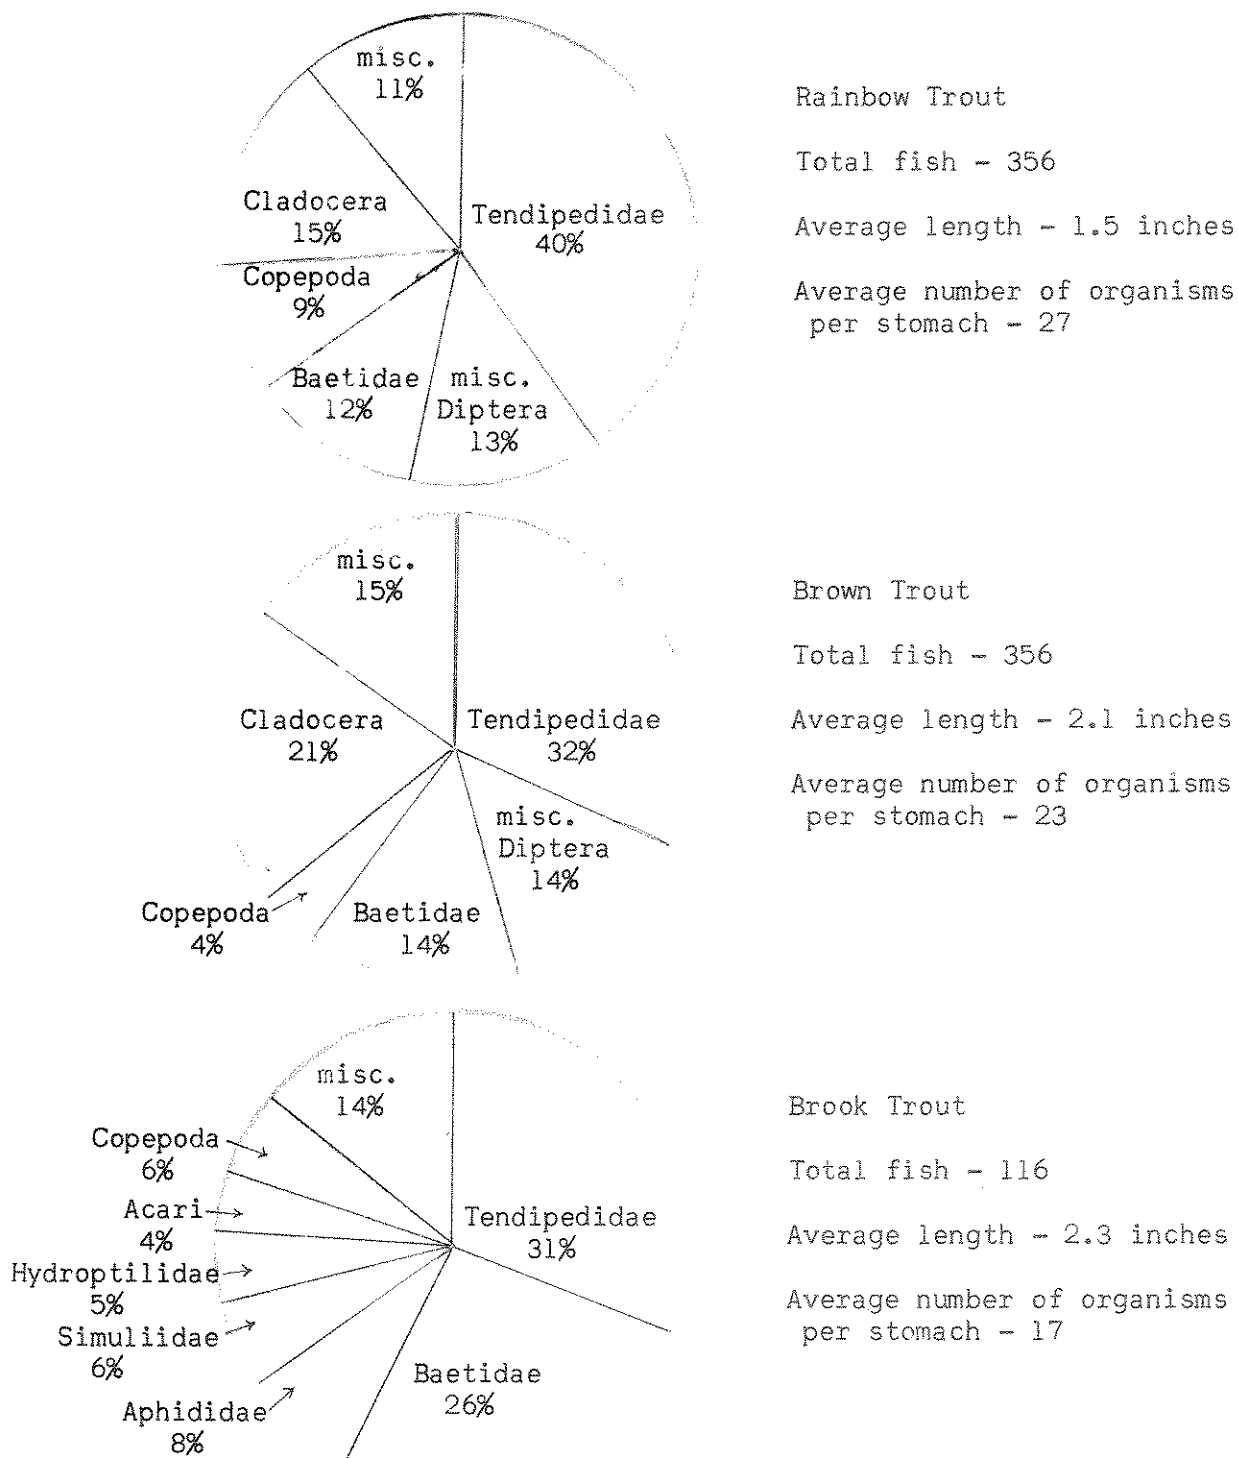 misc.
11%
Cladocera
15%
Tendipedidae
40%
Copepoda
9%
Baetidae
12%
misc.
Diptera
13%
Rainbow Trout
Total fish - 356
Average length - 1.5 inches
Average number of organisms
per stomach - 27
misc.
15%
Cladocera
21%
Tendipedidae
32%
misc.
Diptera
14%
Copepoda
4%
Baetidae
14%
Brown Trout
Total fish - 356
Average length - 2.1 inches
Average number of organisms
per stomach - 23
misc.
14%
Copepoda
6%
Acari
4%
Tendipedidae
31%
Hydroptilidae
5%
Simuliidae
6%
Baetidae
26%
Aphididae
8%
Brook Trout
Total fish - 116
Average length - 2.3 inches
Average number of organisms
per stomach - 17